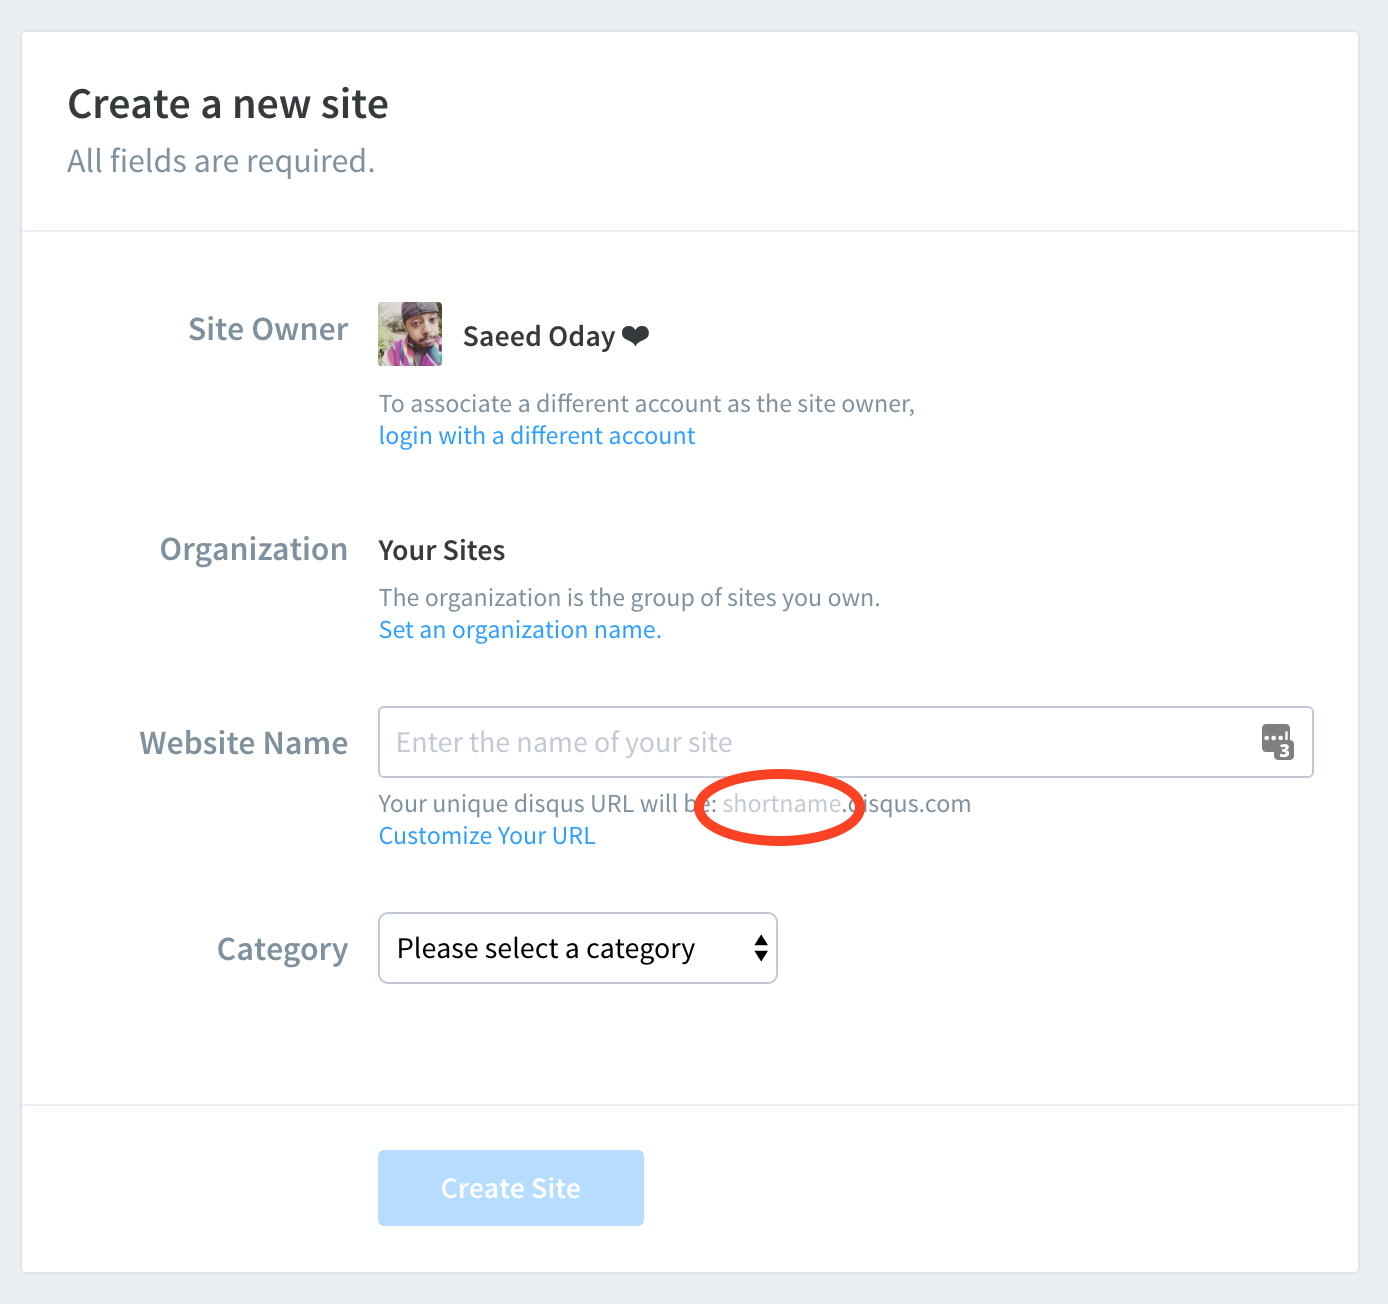 Create a new site
All fields are required.
Site Owner
Saeed Oday ❤
To associate a different account as the site owner,
login with a different account
Organization
Your Sites
The organization is the group of sites you own.
Set an organization name.
Website Name
Enter the name of your site
3
Your unique disqus URL will be: shortname.disqus.com
Customize Your URL
Category
Please select a category
Create Site